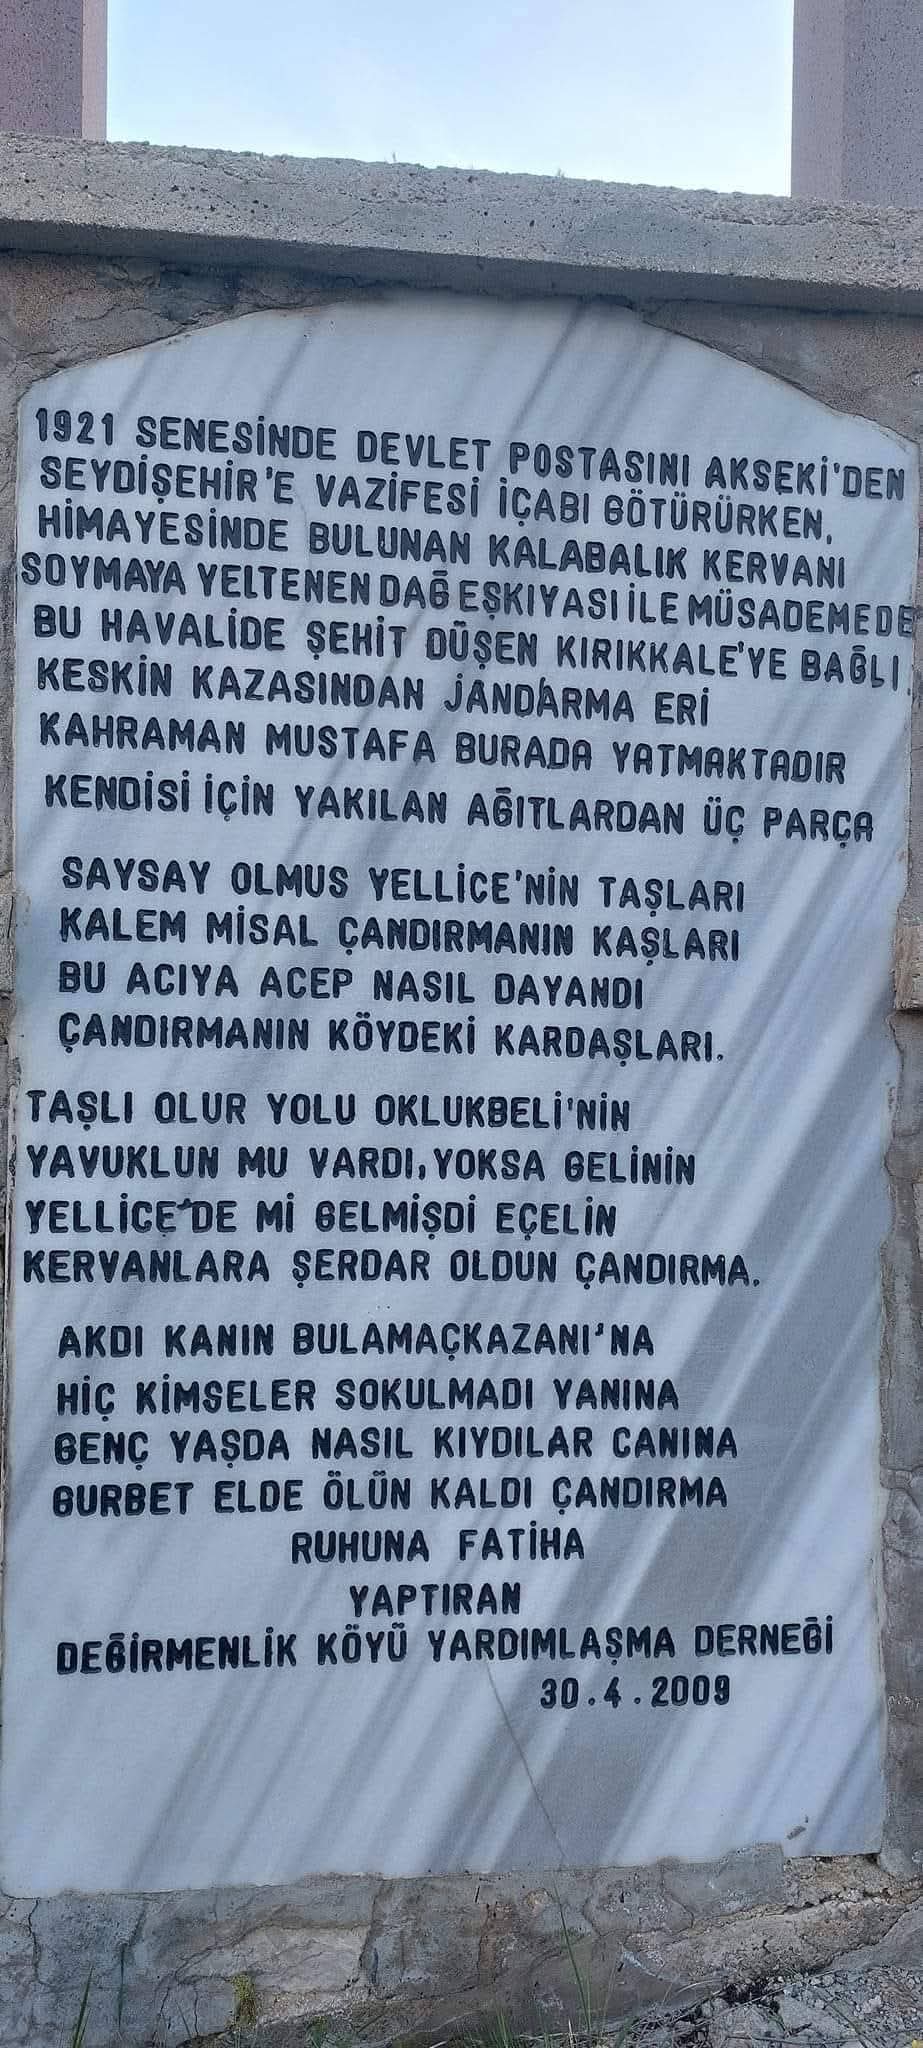 1921 SENESİNDE DEVLET POSTASINI AKSEKİ'DEN
SEYDİŞEHİR'E VAZİFESİ İÇABI GÖTÜRÜRKEN,
HİMAYESİNDE BULUNAN KALABALIK KERVANI
SOYMAYA YELTENEN DAĞ EŞKIYASI İLE MÜSADEMEDE
BU HAVALİDE ŞEHİT DÜŞEN KIRIKKALE'YE BAĞLI
KESKİN KAZASINDAN JANDARMA ERİ
KAHRAMAN MUSTAFA BURADA YATMAKTADIR
KENDİSİ İÇİN YAKILAN AĞITLARDAN ÜÇ PARÇA
SAYSAY OLMUS YELLİCE'NİN TAŞLARI
KALEM MİSAL ÇANDIRMANIN KAŞLARI
BU ACIYA ACEP NASIL DAYANDI
ÇANDIRMANIN KÖYDEKİ KARDAŞLARI.
TAŞLI OLUR YOLU OKLUKBELİ'NİN
YAVUKLUN MU VARDI, YOKSA GELİNİN
YELLİCE'DE Mİ GELMİŞDİ EÇELİN
KERVANLARA ŞERDAR OLDUN ÇANDIRMA.
AKDI KANIN BULAMAÇKAZANI'NA
HİÇ KİMSELER SOKULMADI YANINA
GENÇ YAŞDA NASIL KIYDILAR CANINA
GURBET ELDE ÖLÜN KALDI ÇANDIRMA
RUHUNA FATİHA
YAPTIRAN
DEĞİRMENLİK KÖYÜ YARDIMLAŞMA DERNEĞİ
30.4.2009